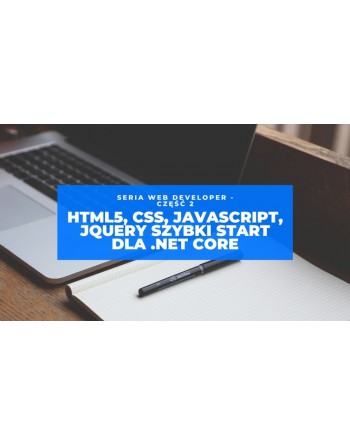 SERIA WEB DEVELOPER -
CZĘŚĆ 2
HTML5, CSS, JAVASCRIPT,
JQUERY SZYBKI START
DLA .NET CORE